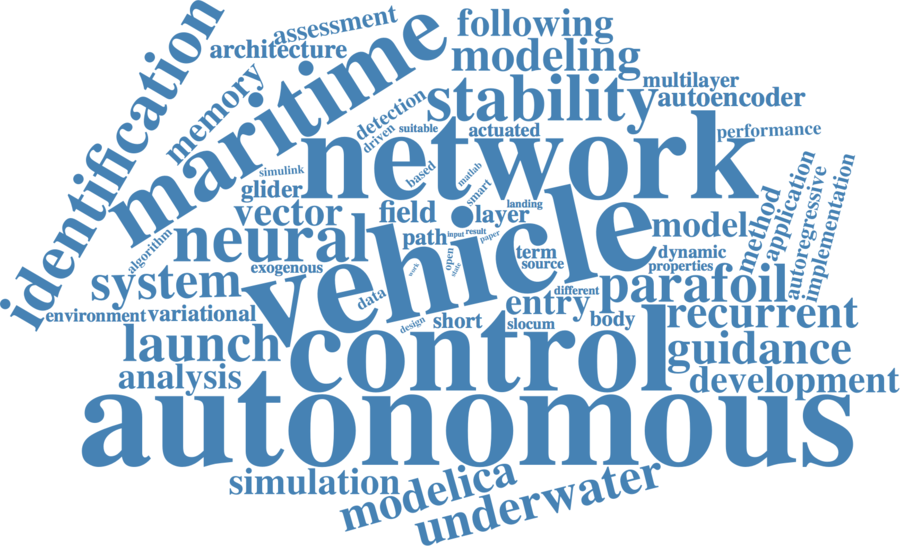 assessment
architecture
following
modeling
identification
memory
maritime
detection
driven
suitable
stability
actuated
multilayer
autoencoder
performance
network
simulink
glider
based
matlab
smart
landing
vector
field
layer
neural
path
input
result
paper
vehicle
model
method
application
autoregressive
implementation
algorithm
exogenous
open
state
work
term
source
dynamic
properties
system
data
different
entry
parafoil
environment
variational
design
short
slocum
body
recurrent
launch
control
guidance
analysis
development
autonomous
simulation
modelica
underwater